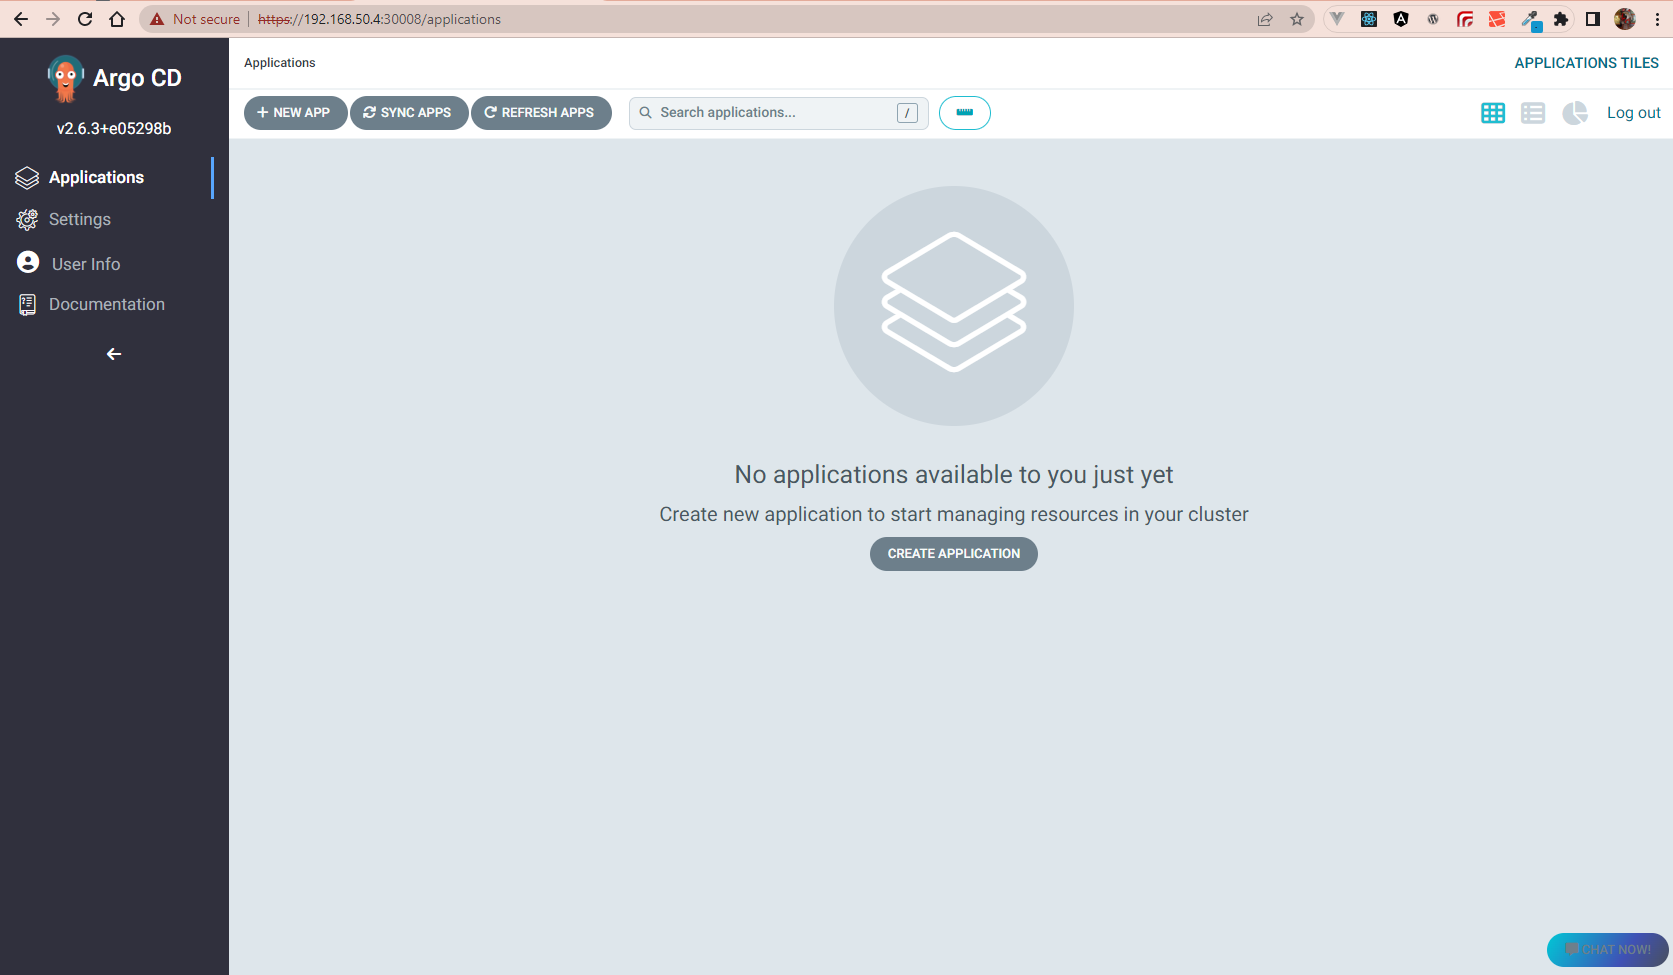 Not secure
https://192.168.50.4:30008/applications
Argo CD
v2.6.3+e05298b
Applications
Settings
User Info
Documentation
Applications
APPLICATIONS TILES
NEW APP
SYNC APPS
REFRESH APPS
Search applications...
/
Log out
No applications available to you just yet
Create new application to start managing resources in your cluster
CREATE APPLICATION
CHAT NOW!